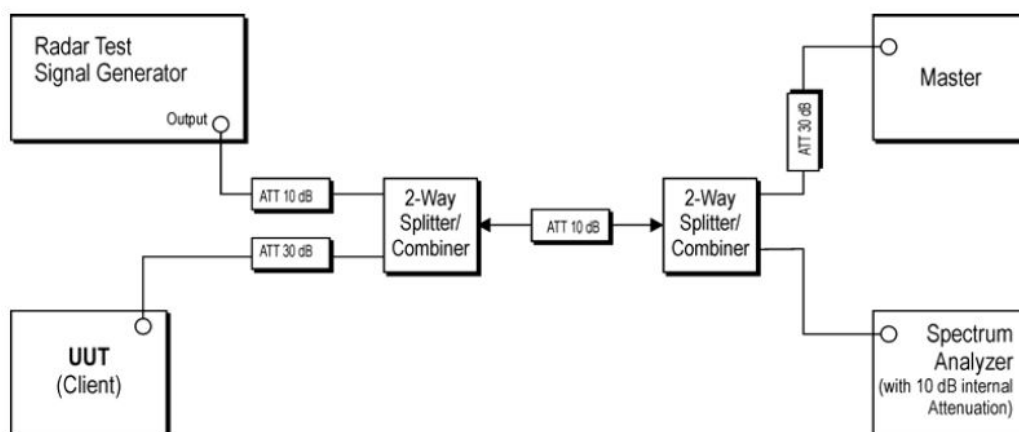 Radar Test
Signal Generator
Output
ATT 10 dB
ATT 30 dB
2-Way
Splitter/
Combiner
ATT 10 dB
2-Way
Splitter/
Combiner
ATT 30 dB
Master
UUT
(Client)
Spectrum
Analyzer
(with 10 dB internal
Attenuation)